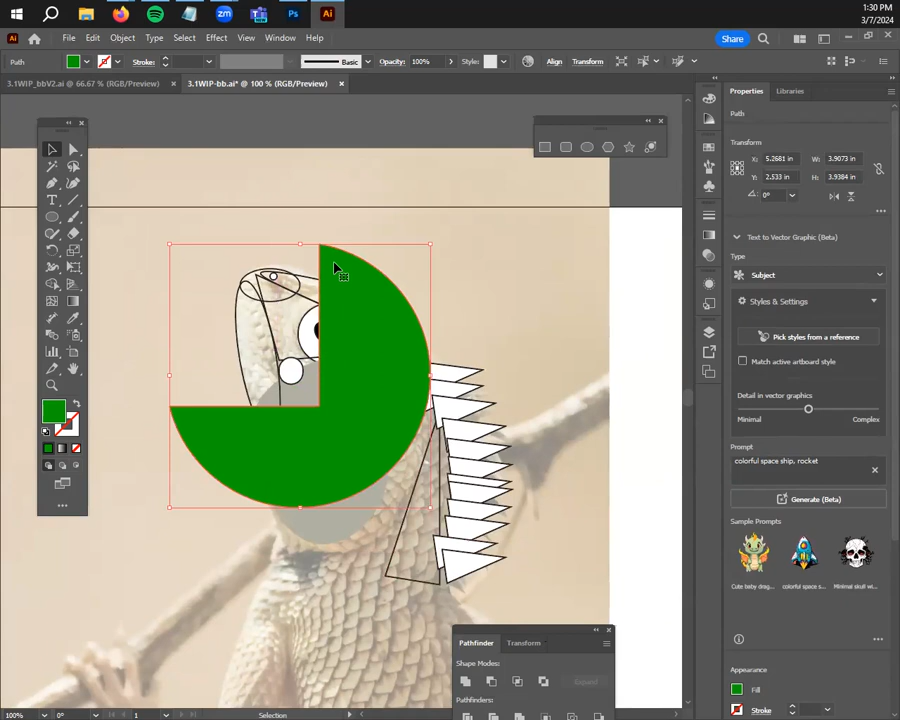 zm
Ps
Ai
1:30 PM
3/7/2024
Ai
File Edit Object Type Select Effect View Window Help
Share
Path
Stroke:
Basic
Opacity: 100%
Style:
Align
Transform
3.1WIP_bbV2.ai @ 66.67 % (RGB/Preview) ×
3.1WIP-bb.ai* @ 100 % (RGB/Preview) ×
Properties Libraries
Path
Transform
X: 5.2681 in
W: 3.9073 in
Y: 2.533 in
H: 3.9384 in
0°
Text to Vector Graphic (Beta)
Type
Subject
Styles & Settings
Pick styles from a reference
Match active artboard style
Detail in vector graphics
Minimal Complex
Prompt
colorful space ship, rocket
Generate (Beta)
Sample Prompts
Cute baby drag... colorful space s... Minimal skull wi...
Appearance
Fill
Stroke
Pathfinder Transform
Shape Modes:
Expand
Pathfinders:
100% 0° 1 Selection